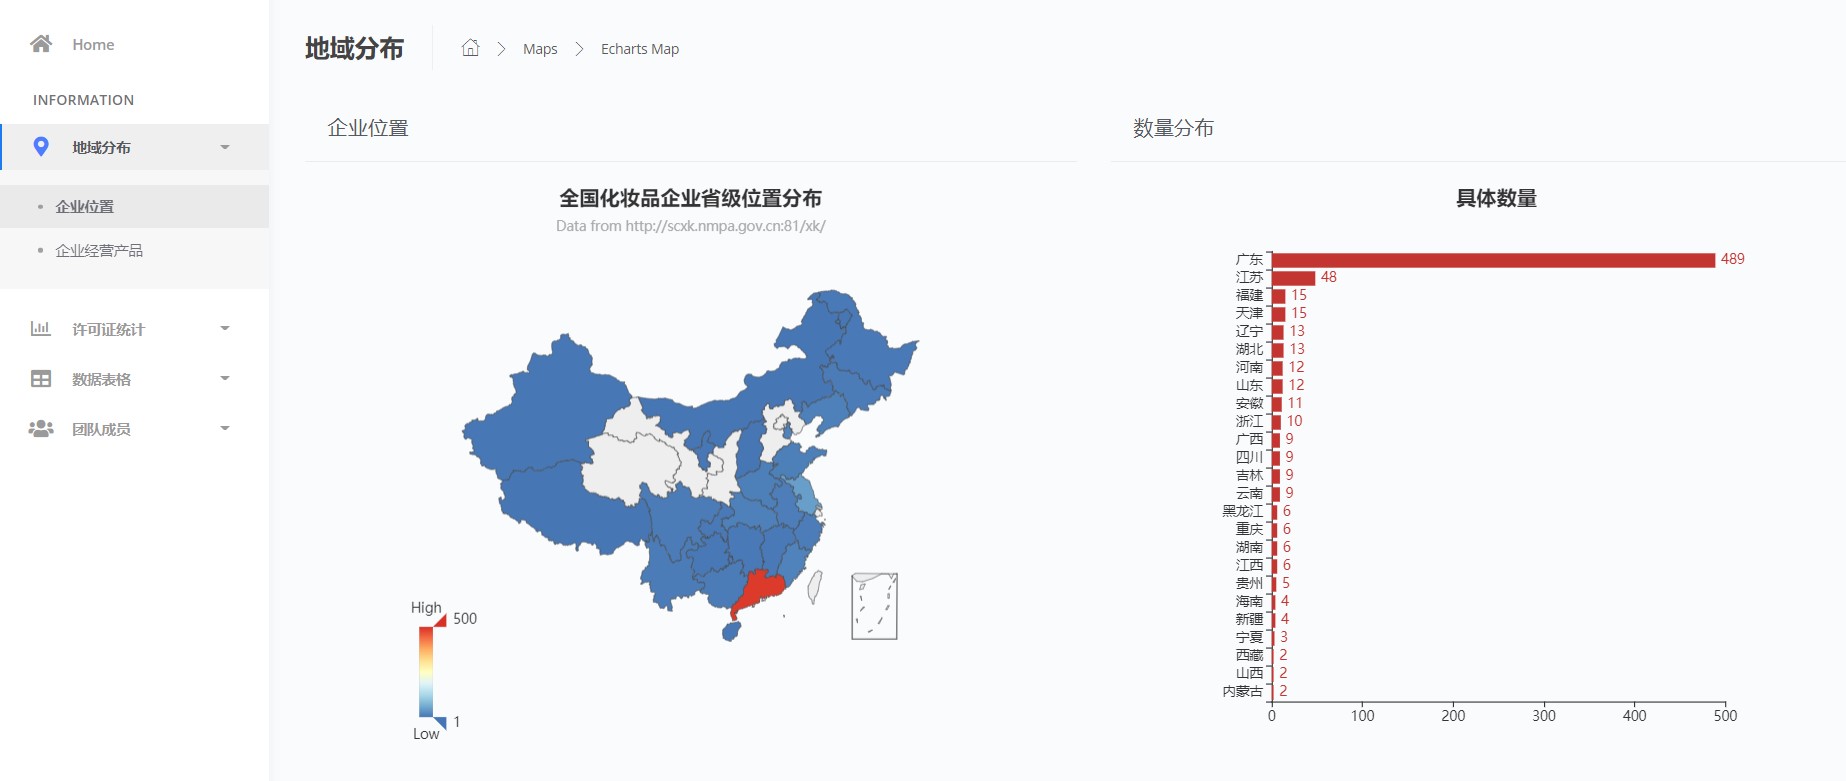 Home
INFORMATION
地域分布
企业位置
企业经营产品
许可证统计
数据表格
团队成员
地域分布
Maps
Echarts Map
企业位置
全国化妆品企业省级位置分布
Data from http://scxk.nmpa.gov.cn:81/xk/
High
500
1
Low
数量分布
具体数量
广东 489
江苏 48
福建 15
天津 15
辽宁 13
湖北 13
河南 12
山东 12
安徽 11
浙江 10
广西 9
四川 9
吉林 9
云南 9
黑龙江 6
重庆 6
湖南 6
江西 6
贵州 5
海南 4
新疆 4
宁夏 3
西藏 2
山西 2
内蒙古 2
0 100 200 300 400 500